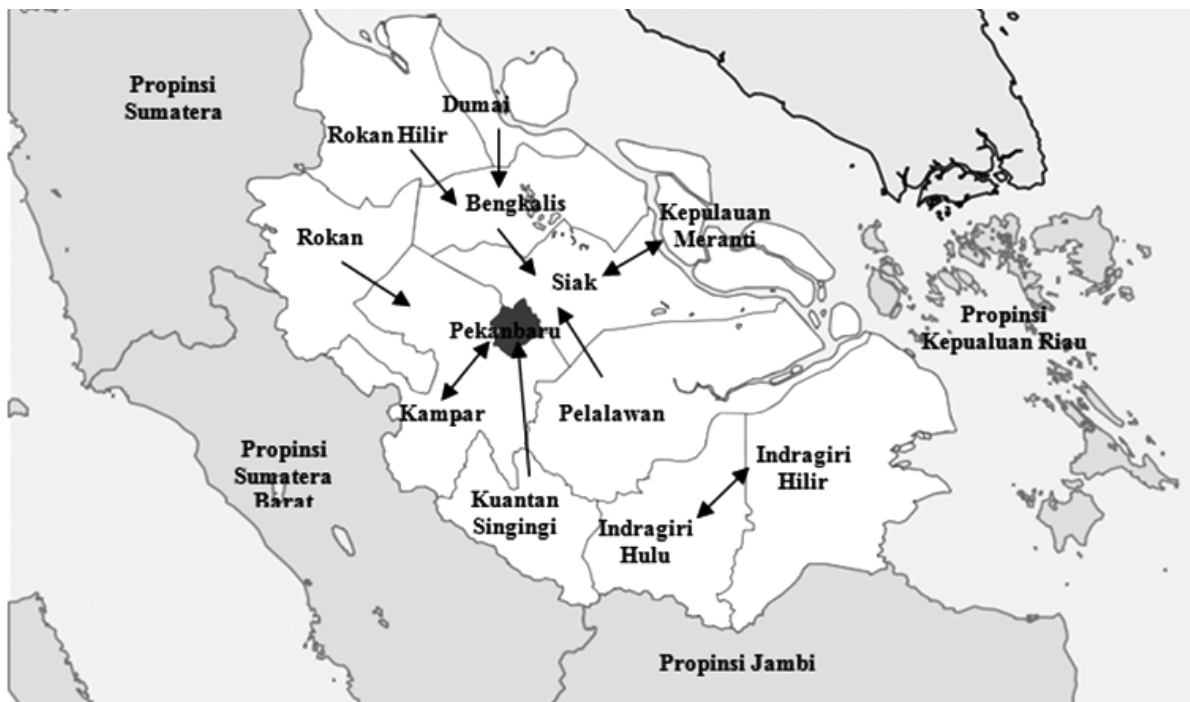 Propinsi
Sumatera
Dumai
Rokan Hilir
Bengkalis
Kepulauan
Meranti
Rokan
Siak
Propinsi
Kepualuan Riau
Pekanbaru
Kampar
Pelalawan
Propinsi
Sumatera
Barat
Indragiri
Hilir
Kuantan
Singingi
Indragiri
Hulu
Propinsi Jambi